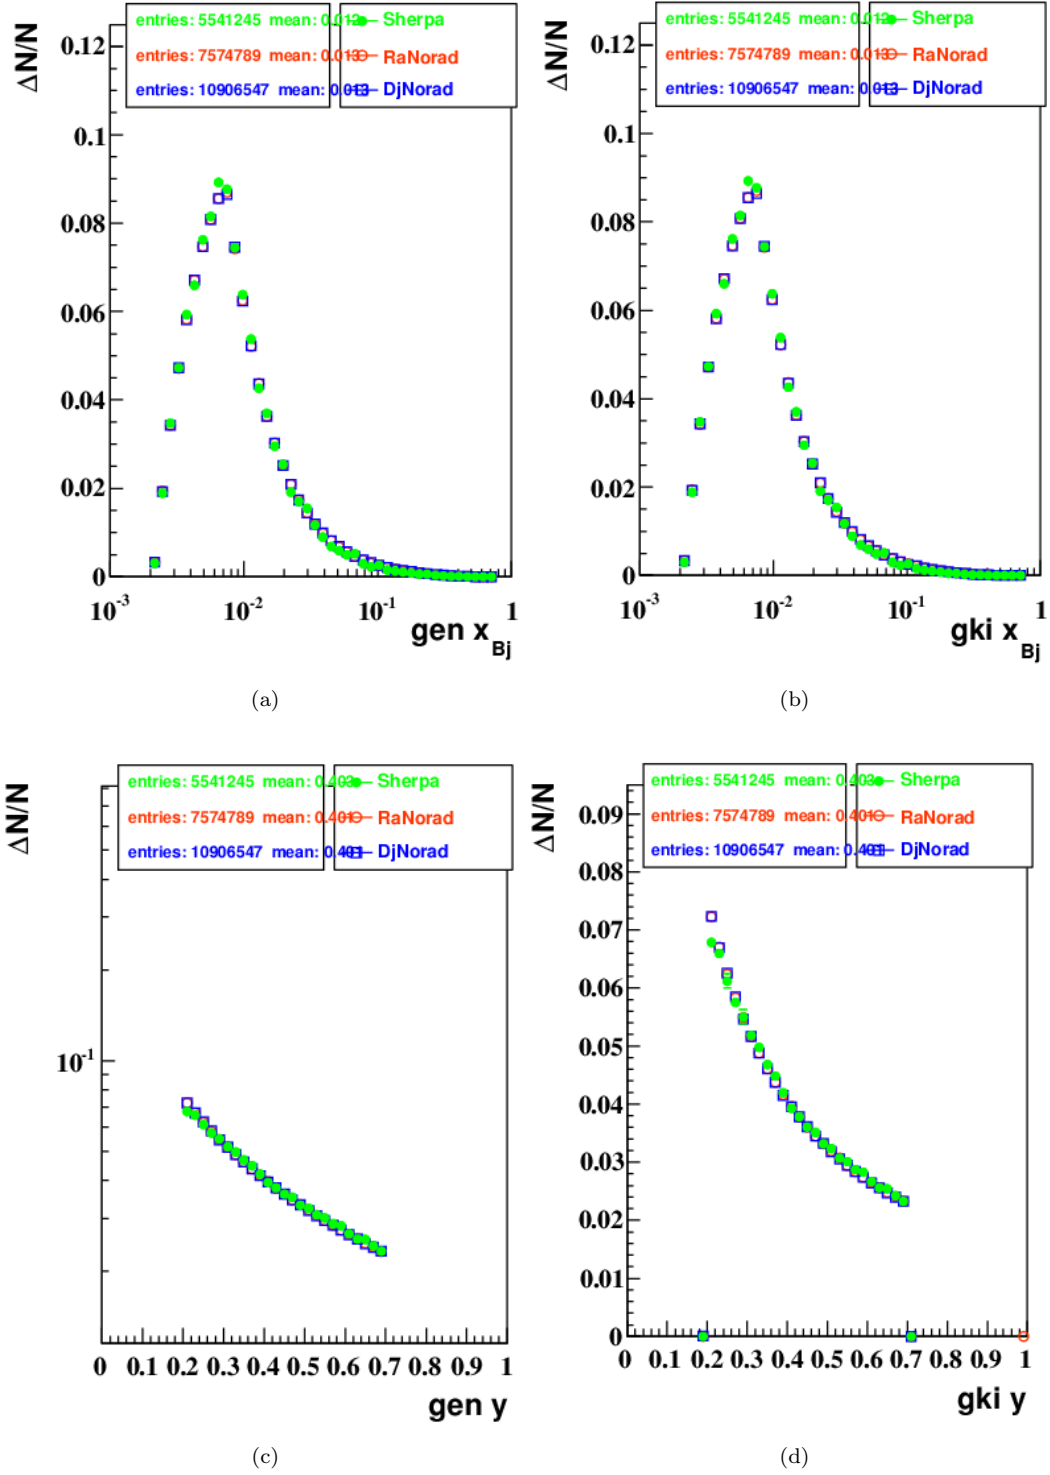 entries: 5541245 mean: 0.012 Sherpa
entries: 7574789 mean: 0.013 RaNorad
entries: 10906547 mean: 0.013 DjNorad
ΔN/N
0.12
0.1
0.08
0.06
0.04
0.02
0
10-3 10-2 10-1 1
gen xBj
(a)
entries: 5541245 mean: 0.012 Sherpa
entries: 7574789 mean: 0.013 RaNorad
entries: 10906547 mean: 0.013 DjNorad
ΔN/N
0.12
0.1
0.08
0.06
0.04
0.02
0
10-3 10-2 10-1 1
gki xBj
(b)
entries: 5541245 mean: 0.403 Sherpa
entries: 7574789 mean: 0.401 RaNorad
entries: 10906547 mean: 0.401 DjNorad
ΔN/N
10-1
0 0.1 0.2 0.3 0.4 0.5 0.6 0.7 0.8 0.9 1
gen y
(c)
entries: 5541245 mean: 0.403 Sherpa
entries: 7574789 mean: 0.401 RaNorad
entries: 10906547 mean: 0.401 DjNorad
ΔN/N
0.09
0.08
0.07
0.06
0.05
0.04
0.03
0.02
0.01
0
0 0.1 0.2 0.3 0.4 0.5 0.6 0.7 0.8 0.9 1
gki y
(d)